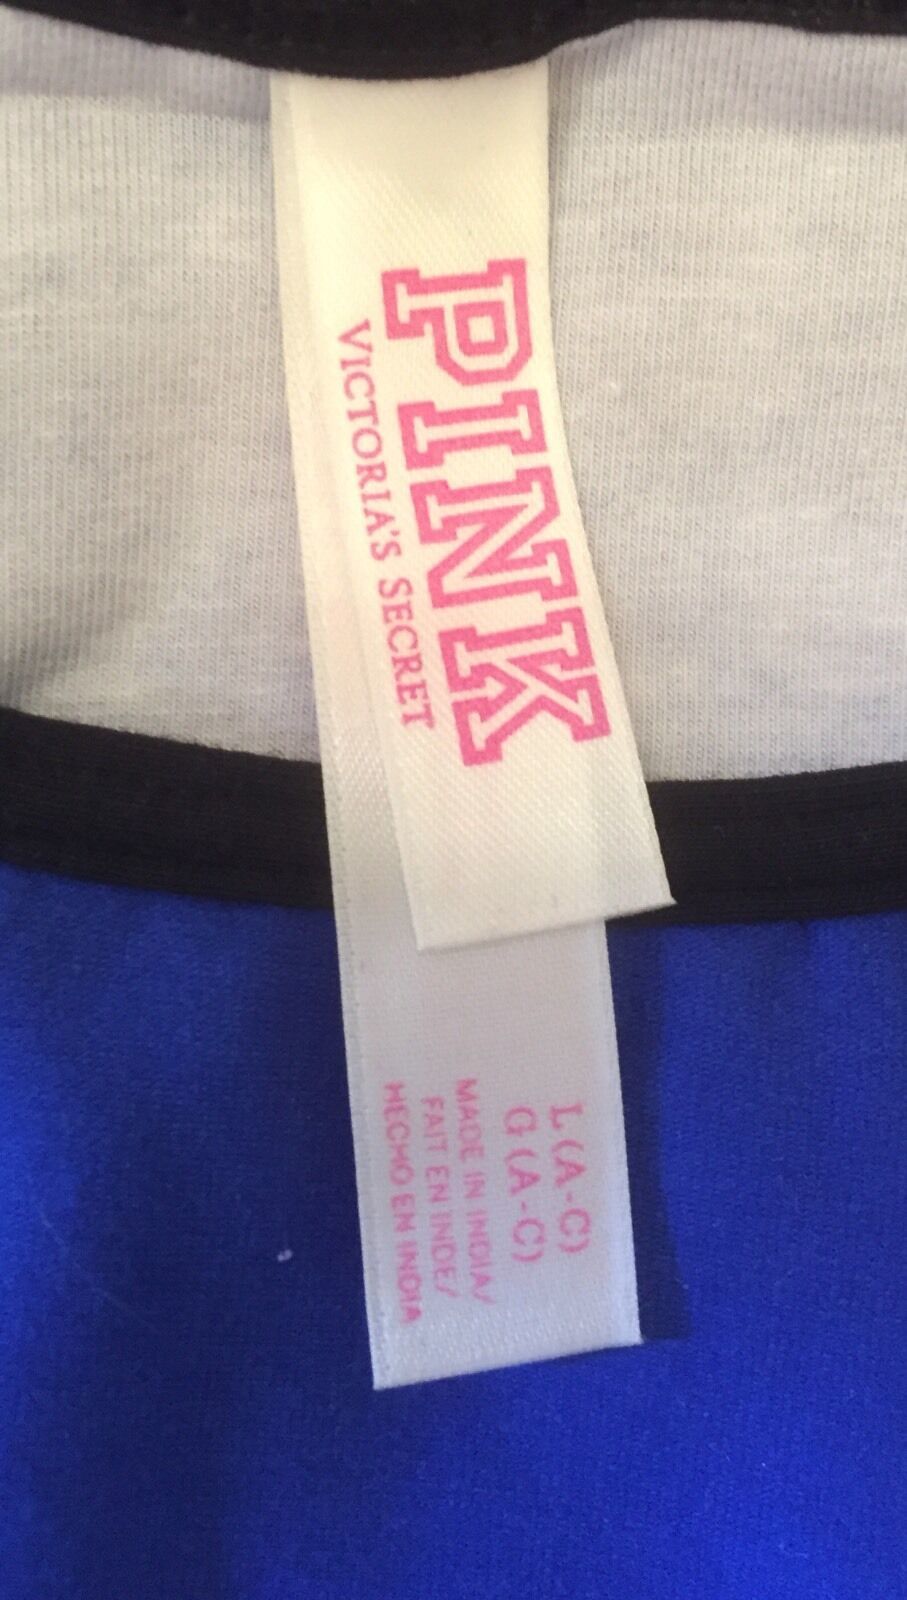 PINK
VICTORIA'S SECRET
L (A-C)
G (A-C)
MADE IN INDIA/
FAIT EN INDE/
HECHO EN INDIA